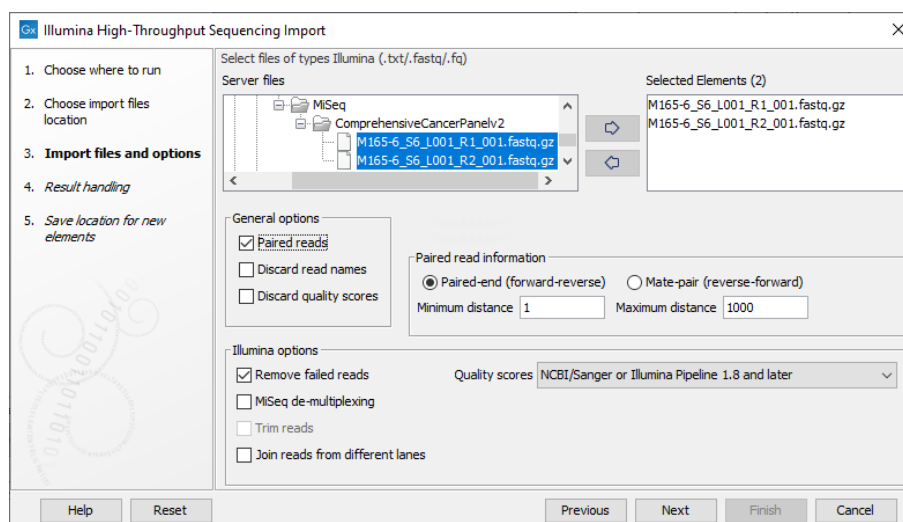 Gx Illumina High-Throughput Sequencing Import
1. Choose where to run
2. Choose import files
location
3. Import files and options
4. Result handling
5. Save location for new
elements
Select files of types Illumina (.txt/.fastq/.fq)
Server files
MiSeq
ComprehensiveCancerPanelv2
M165-6_S6_L001_R1_001.fastq.gz
M165-6_S6_L001_R2_001.fastq.gz
Selected Elements (2)
M165-6_S6_L001_R1_001.fastq.gz
M165-6_S6_L001_R2_001.fastq.gz
General options
Paired reads
Discard read names
Discard quality scores
Paired read information
Paired-end (forward-reverse) Mate-pair (reverse-forward)
Minimum distance 1 Maximum distance 1000
Illumina options
Remove failed reads Quality scores NCBI/Sanger or Illumina Pipeline 1.8 and later
MiSeq de-multiplexing
Trim reads
Join reads from different lanes
Help Reset Previous Next Finish Cancel